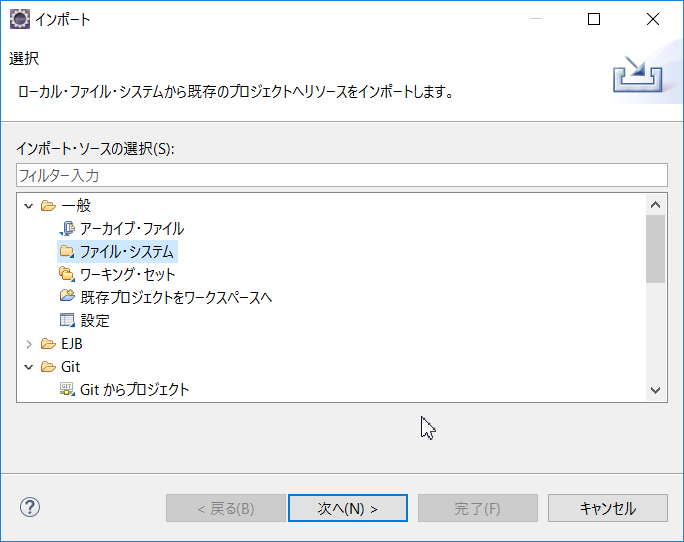 インポート
選択
ローカル・ファイル・システムから既存のプロジェクトへリソースをインポートします。
インポート・ソースの選択(S):
フィルター入力
一般
アーカイブ・ファイル
ファイル・システム
ワーキング・セット
既存プロジェクトをワークスペースへ
設定
EJB
Git
Git からプロジェクト
< 戻る(B)
次へ(N) >
完了(F)
キャンセル